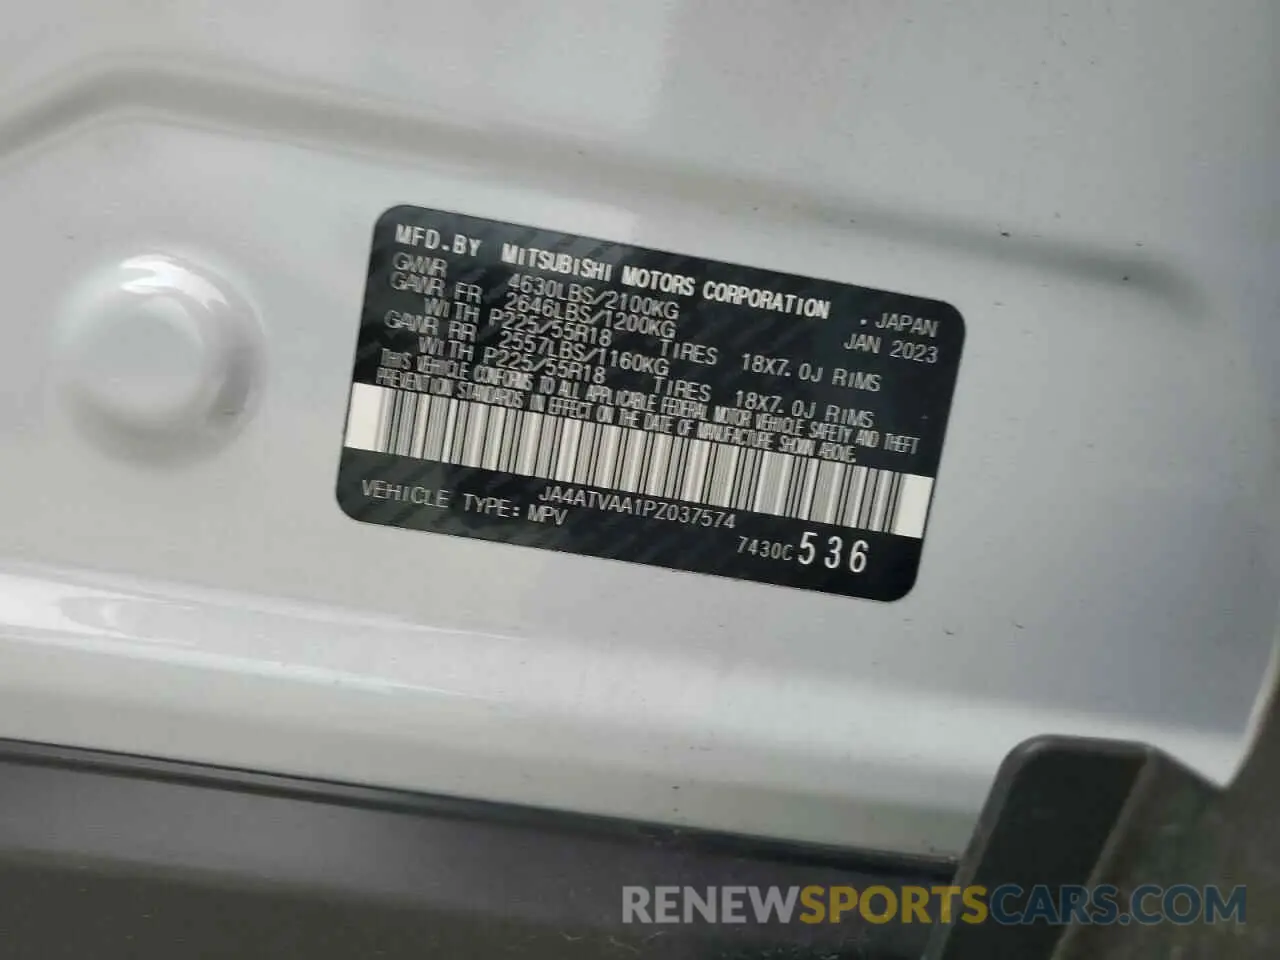 MFD.BY MITSUBISHI MOTORS CORPORATION , JAPAN
GVWR 4630LBS/2100KG JAN 2023
GAWR FR 2646LBS/1200KG
WITH P225/55R18 TIRES 18X7.0J RIMS
GAWR RR 2557LBS/1160KG
WITH P225/55R18 TIRES 18X7.0J RIMS
THIS VEHICLE CONFORMS TO ALL APPLICABLE FEDERAL MOTOR VEHICLE SAFETY AND THEFT
PREVENTION STANDARDS IN EFFECT ON THE DATE OF MANUFACTURE SHOWN ABOVE.
JA4ATVAA1PZ037574
VEHICLE TYPE: MPV
7430C 536
RENEWSPORTSCARS.COM